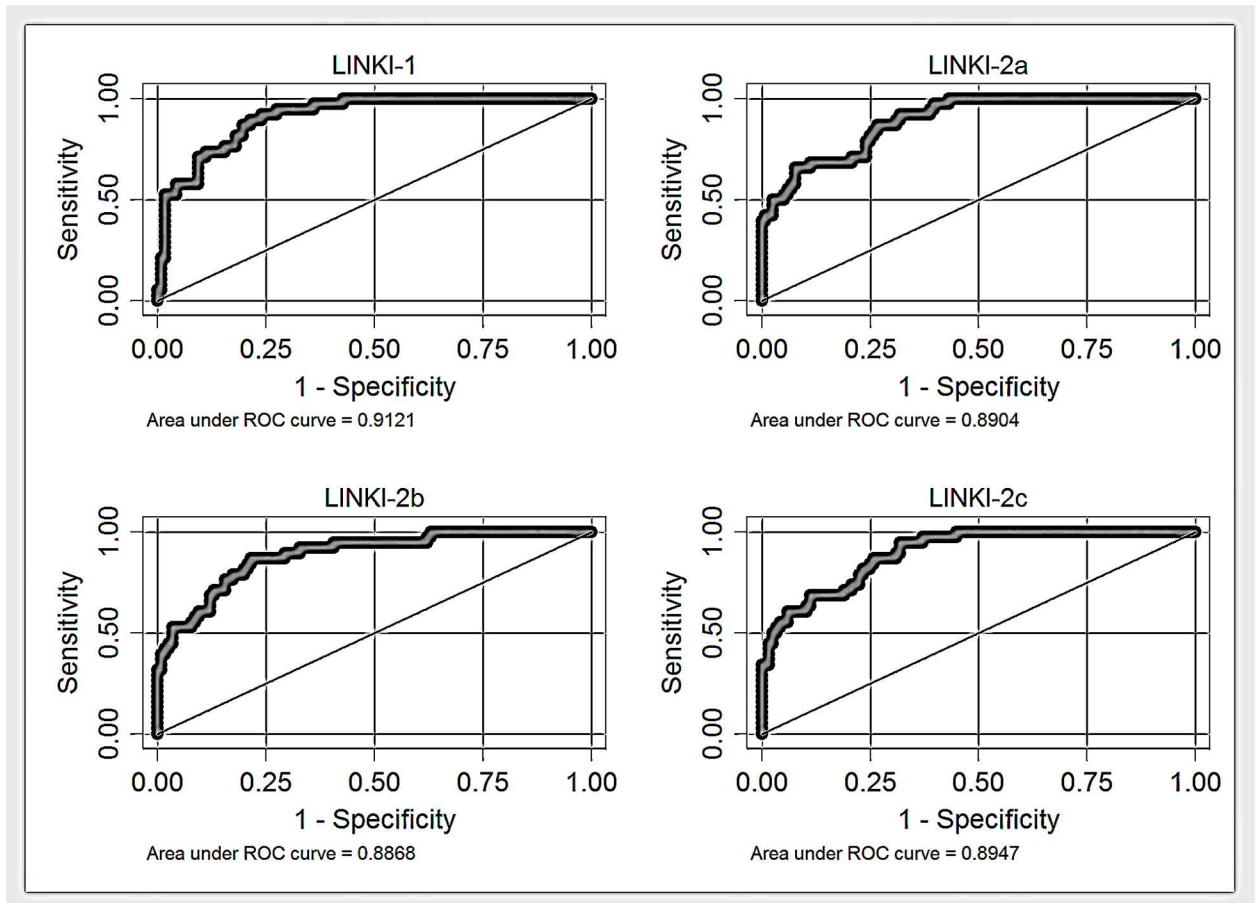 LINKI-1
1.00
0.50
0.00
Sensitivity
0.00 0.25 0.50 0.75 1.00
1 - Specificity
Area under ROC curve = 0.9121
LINKI-2a
1.00
0.50
0.00
Sensitivity
0.00 0.25 0.50 0.75 1.00
1 - Specificity
Area under ROC curve = 0.8904
LINKI-2b
1.00
0.50
0.00
Sensitivity
0.00 0.25 0.50 0.75 1.00
1 - Specificity
Area under ROC curve = 0.8868
LINKI-2c
1.00
0.50
0.00
Sensitivity
0.00 0.25 0.50 0.75 1.00
1 - Specificity
Area under ROC curve = 0.8947